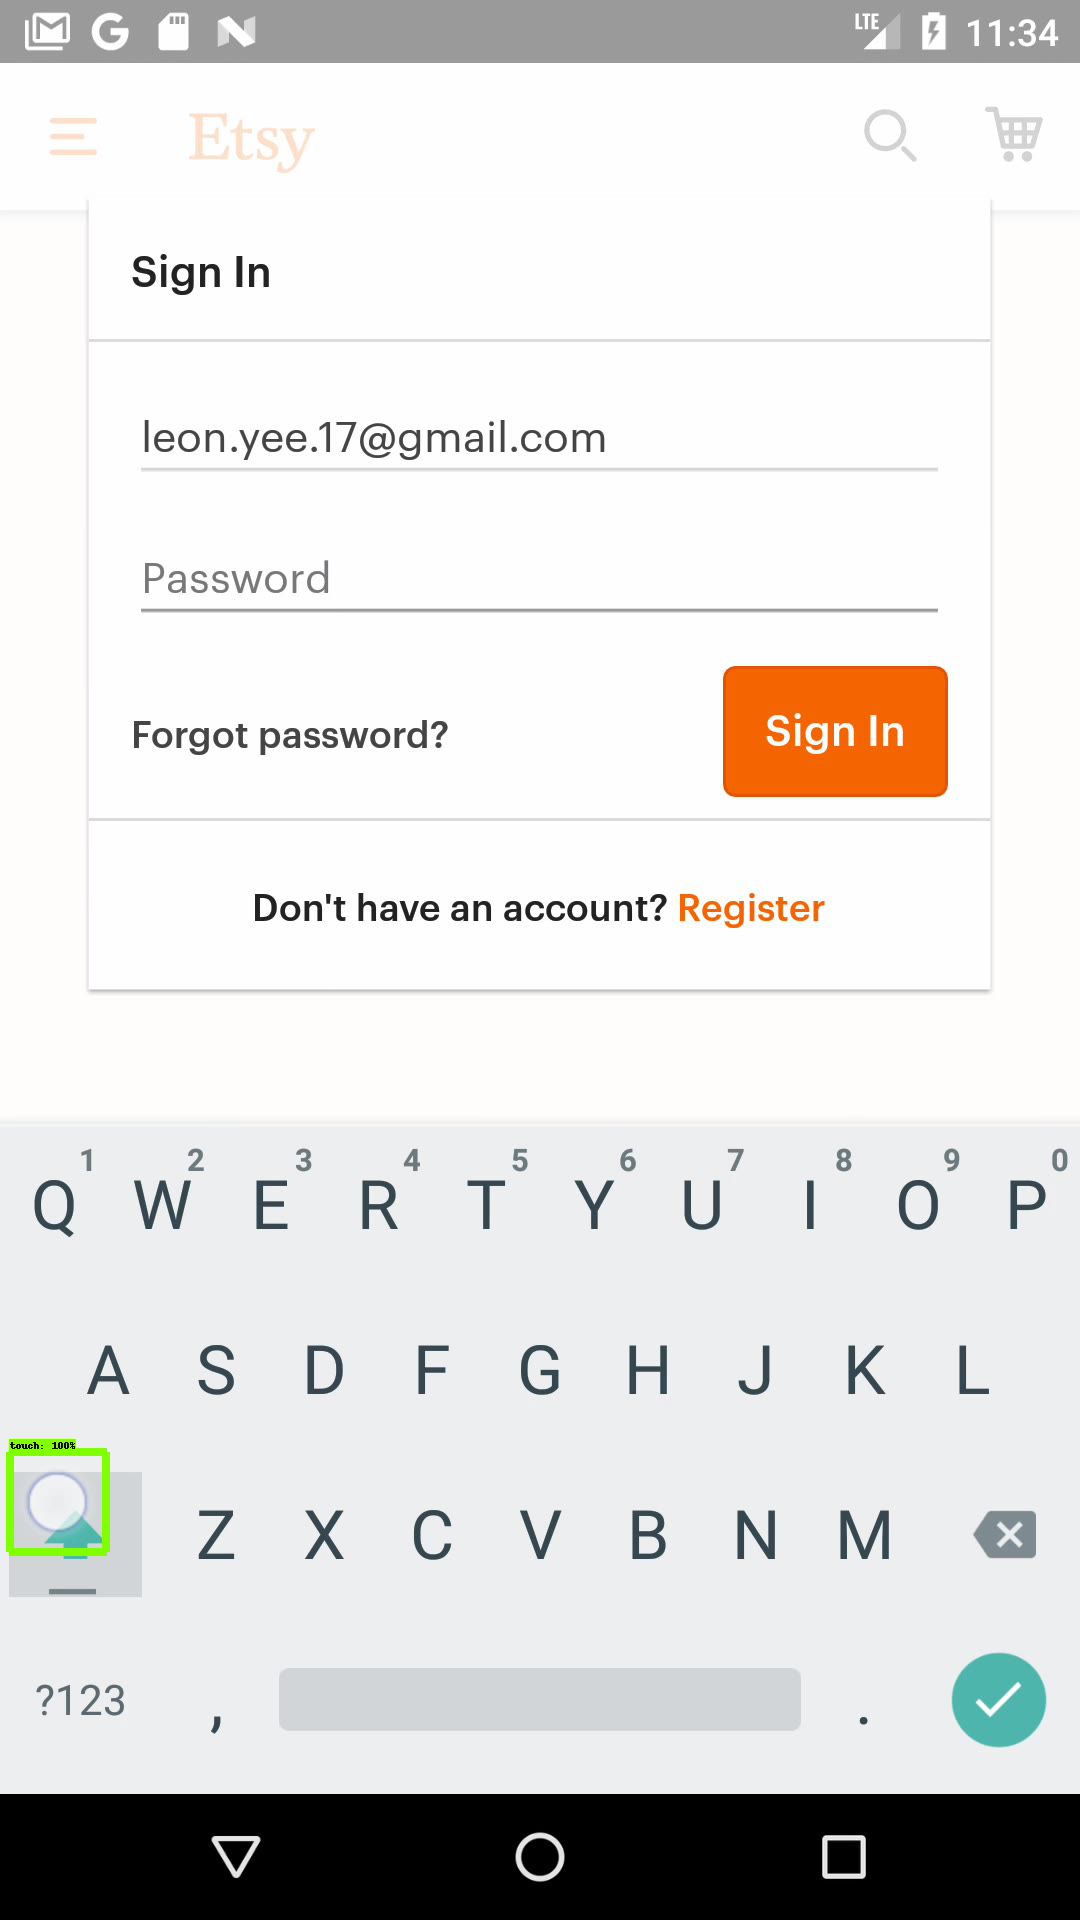 LTE 11:34
Etsy
Sign In
leon.yee.17@gmail.com
Password
Forgot password?
Sign In
Don't have an account? Register
1 2 3 4 5 6 7 8 9 0
Q W E R T Y U I O P
A S D F G H J K L
touch: 100%
Z X C V B N M
?123 , .